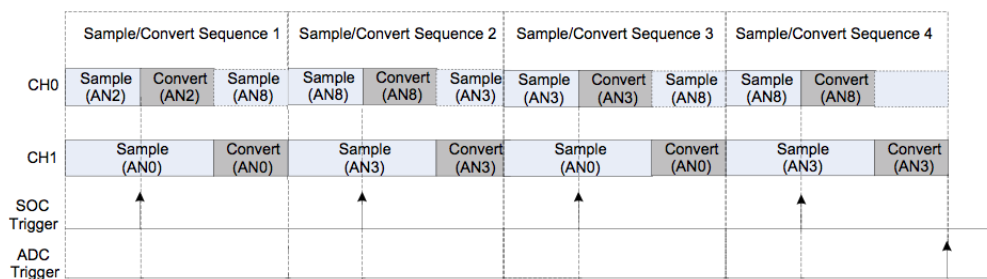 Sample/Convert Sequence 1 Sample/Convert Sequence 2 Sample/Convert Sequence 3 Sample/Convert Sequence 4
CH0
Sample Convert Sample Sample Convert Sample Sample Convert Sample Sample Convert
(AN2) (AN2) (AN8) (AN8) (AN8) (AN3) (AN3) (AN3) (AN8) (AN8) (AN8)
CH1
Sample Convert Sample Convert Sample Convert Sample Convert
(AN0) (AN0) (AN3) (AN3) (AN0) (AN0) (AN3) (AN3)
SOC
Trigger
ADC
Trigger